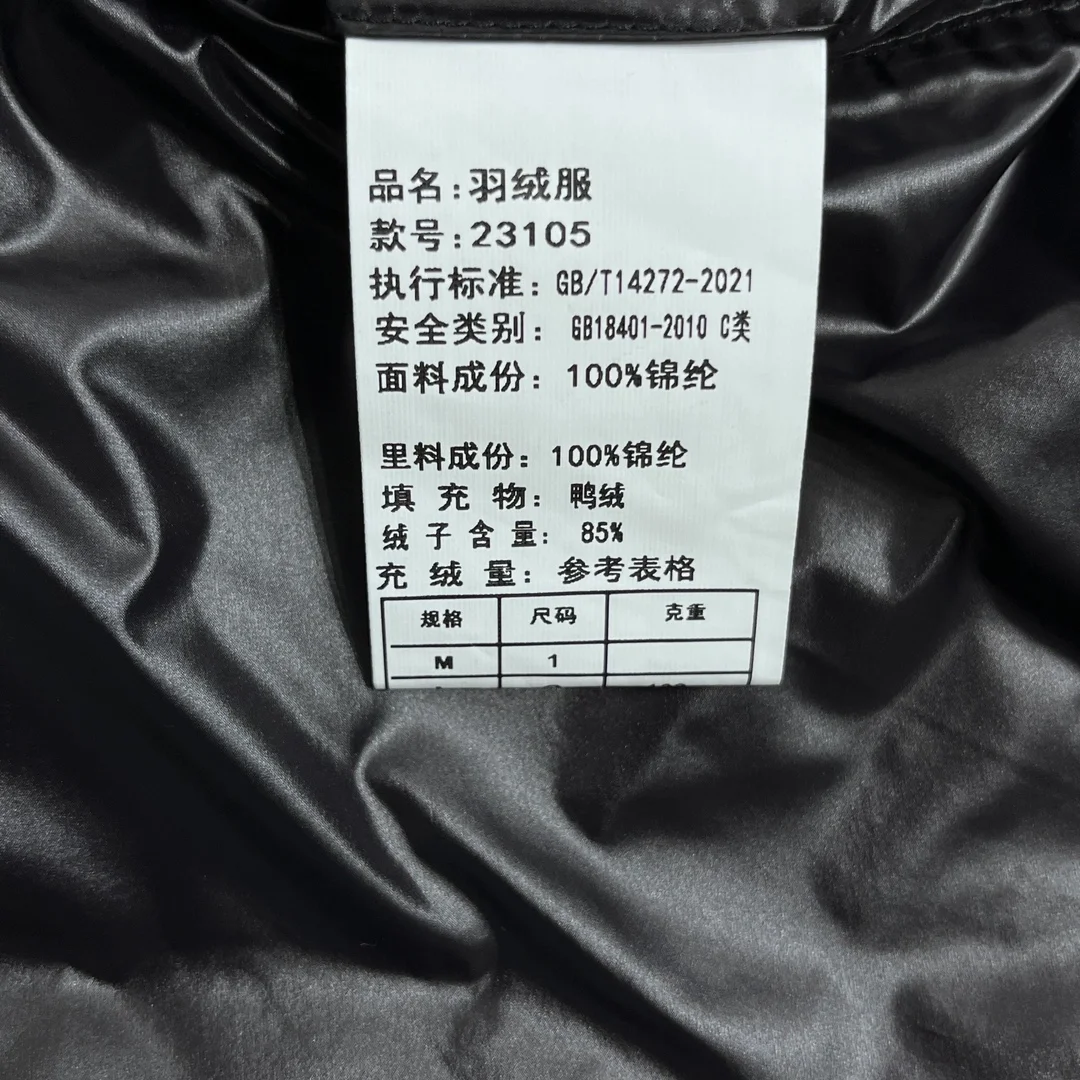 品名:羽绒服
款号:23105
执行标准: GB/T14272-2021
安全类别: GB18401-2010 C类
面料成份: 100%锦纶
里料成份: 100%锦纶
填 充 物: 鸭绒
绒 子 含 量: 85%
充 绒 量: 参考表格
规格 尺码 克重
M 1